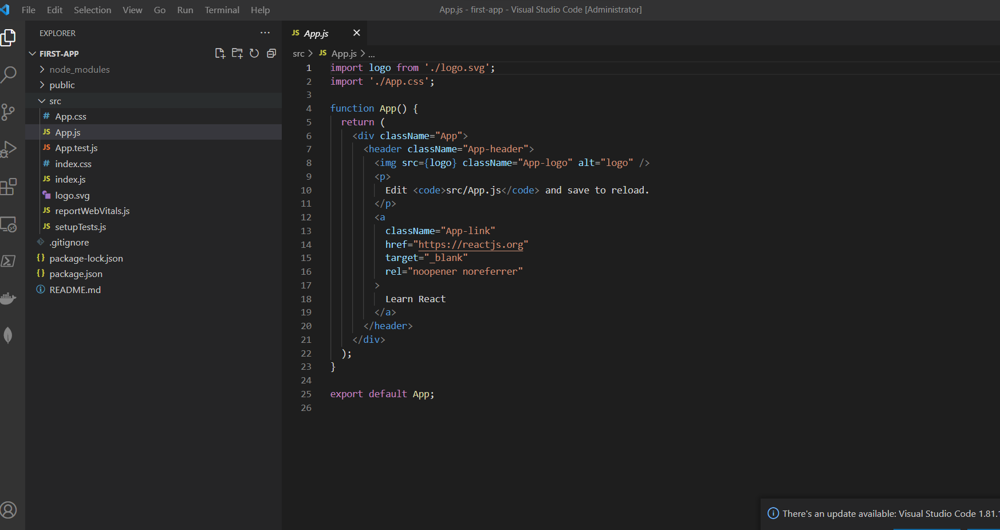 File Edit Selection View Go Run Terminal Help
App.js - first-app - Visual Studio Code [Administrator]
EXPLORER
FIRST-APP
node_modules
public
src
# App.css
JS App.js
JS App.test.js
# index.css
JS index.js
logo.svg
JS reportWebVitals.js
JS setupTests.js
.gitignore
{} package-lock.json
{} package.json
README.md
JS App.js
src > JS App.js > ...
1 import logo from './logo.svg';
2 import './App.css';
3
4 function App() {
5 return (
6 <div className="App">
7 <header className="App-header">
8 <img src={logo} className="App-logo" alt="logo" />
9 <p>
10 Edit <code>src/App.js</code> and save to reload.
11 </p>
12 <a
13 className="App-link"
14 href="https://reactjs.org"
15 target="_blank"
16 rel="noopener noreferrer"
17 >
18 Learn React
19 </a>
20 </header>
21 </div>
22 );
23 }
24
25 export default App;
26
There's an update available: Visual Studio Code 1.81.